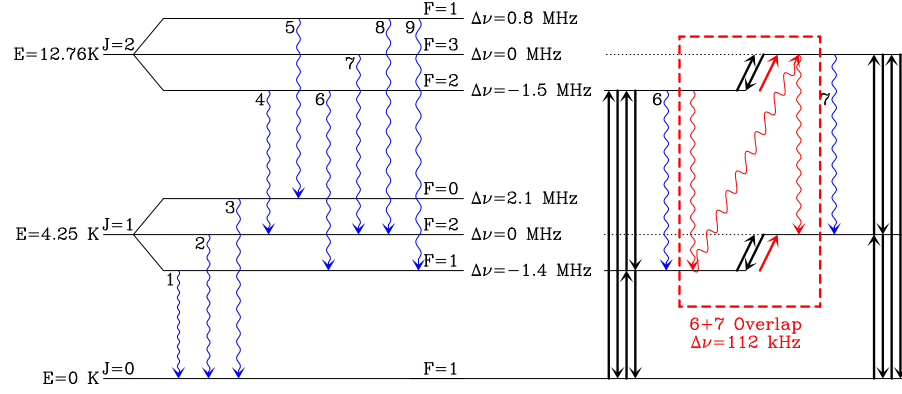 F=1 Δν=0.8 MHz
5 8 9
J=2 F=3 Δν=0 MHz
E=12.76K
7
F=2 Δν=−1.5 MHz
4 6 6 7
F=0 Δν=2.1 MHz
3
J=1 F=2 Δν=0 MHz
E=4.25 K
2
F=1 Δν=−1.4 MHz
1
6+7 Overlap
Δν=112 kHz
J=0 F=1
E=0 K